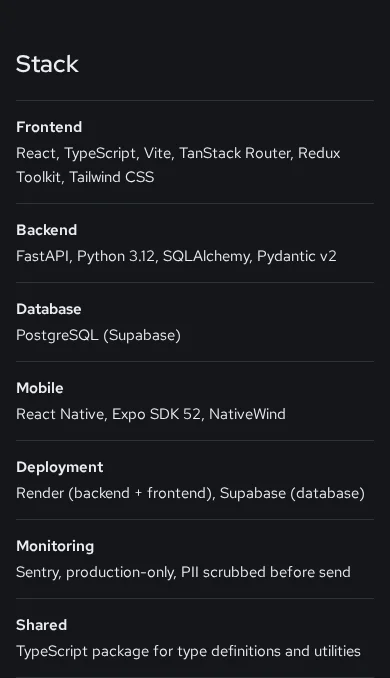 Stack
Frontend
React, TypeScript, Vite, TanStack Router, Redux
Toolkit, Tailwind CSS
Backend
FastAPI, Python 3.12, SQLAlchemy, Pydantic v2
Database
PostgreSQL (Supabase)
Mobile
React Native, Expo SDK 52, NativeWind
Deployment
Render (backend + frontend), Supabase (database)
Monitoring
Sentry, production-only, PII scrubbed before send
Shared
TypeScript package for type definitions and utilities